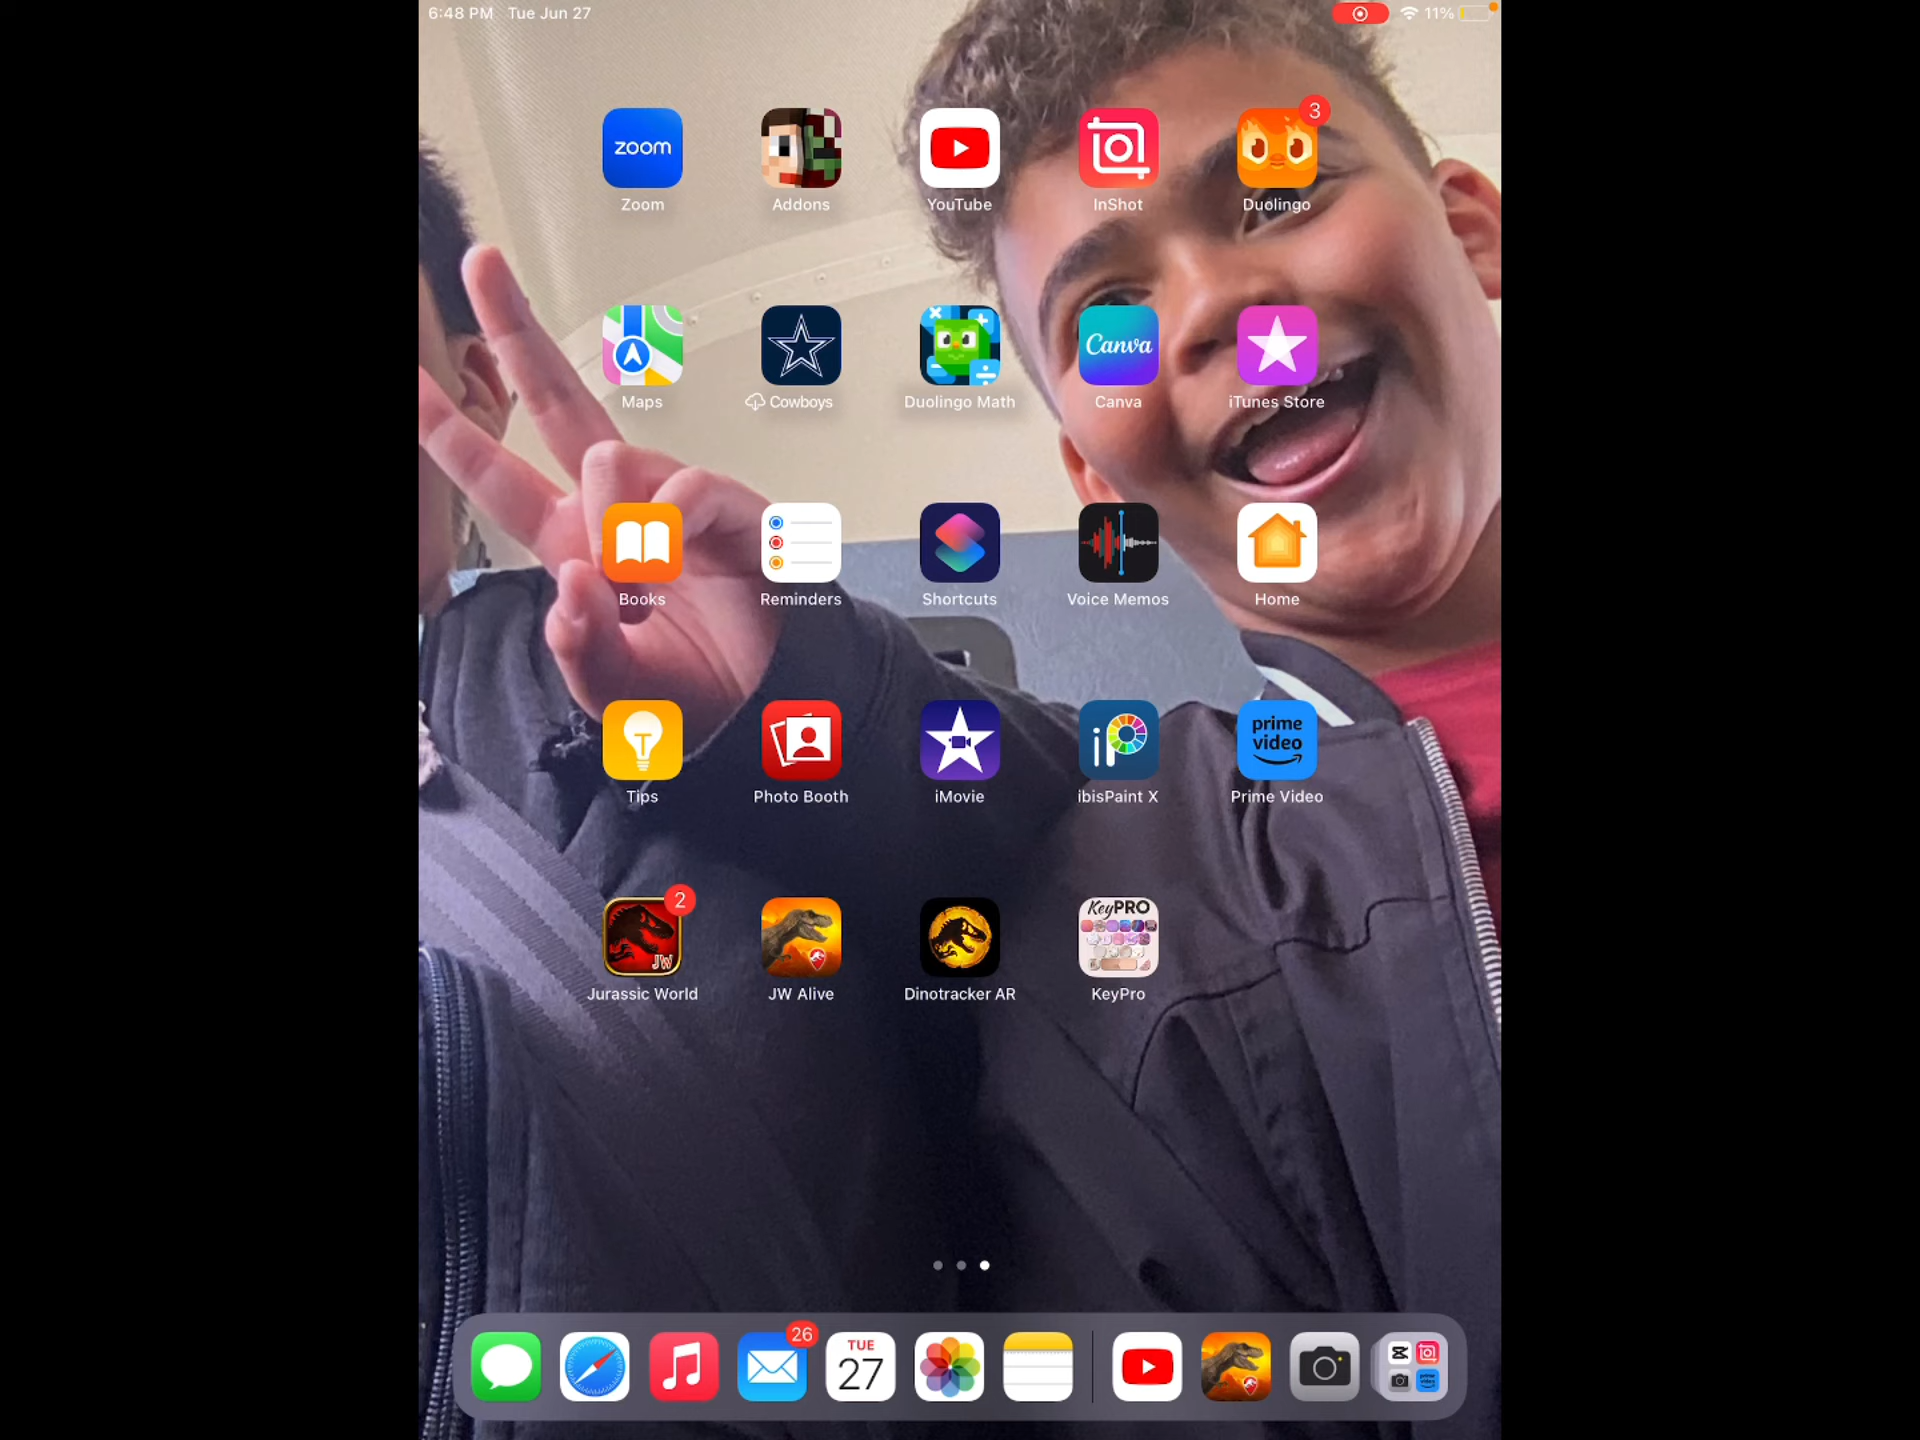 6:48 PM Tue Jun 27
11%
zoom
3
Zoom
Addons
YouTube
InShot
Duolingo
Canva
Maps
Cowboys
Duolingo Math
Canva
iTunes Store
Books
Reminders
Shortcuts
Voice Memos
Home
prime video
Tips
Photo Booth
iMovie
ibisPaint X
Prime Video
2
JW
KeyPRO
Jurassic World
JW Alive
Dinotracker AR
KeyPro
26
TUE
27